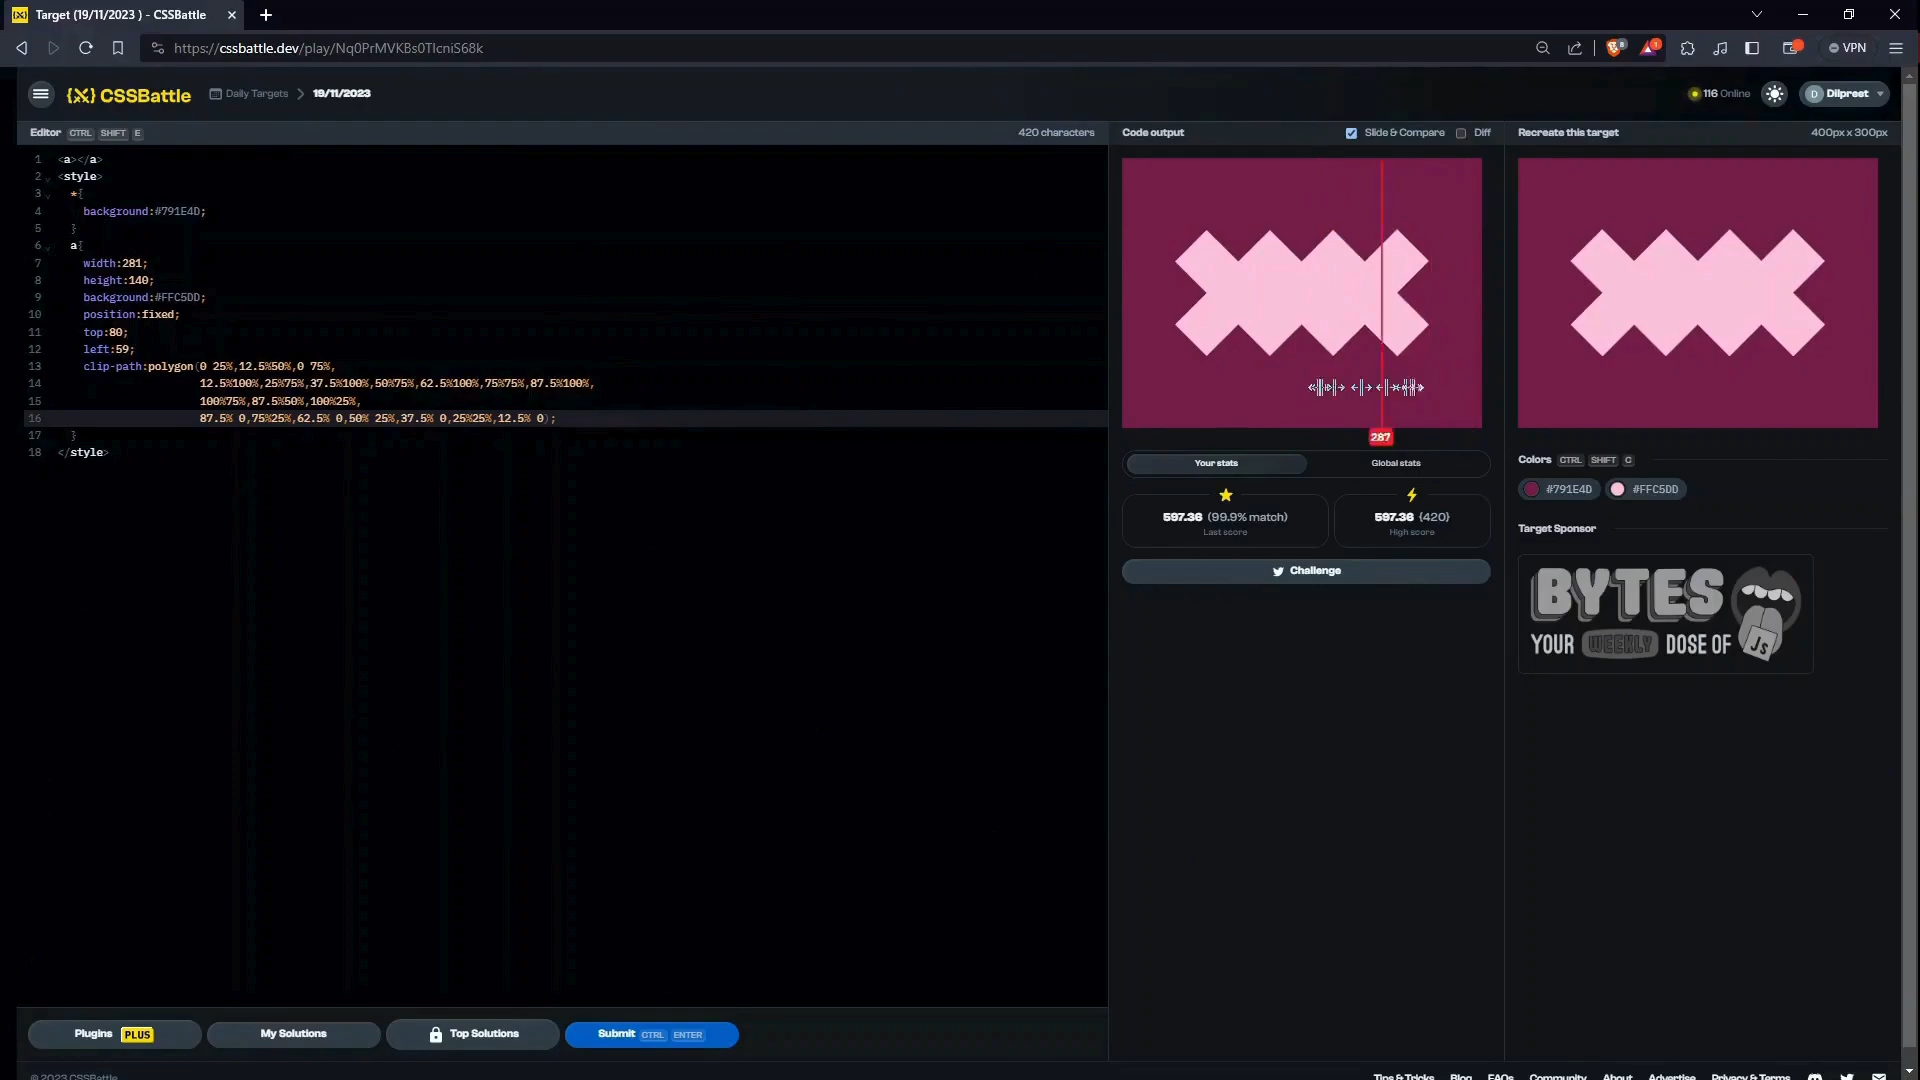 Target (19/11/2023 ) - CSSBattle
https://cssbattle.dev/play/Nq0PrMVKBs0TIcniS68k
8
1
VPN
{X} CSSBattle
Daily Targets
19/11/2023
116 Online
D
Dilpreet
Editor CTRL SHIFT E
420 characters
Code output
Slide & Compare
Diff
Recreate this target
400px x 300px
1 <a></a>
2 <style>
3 *{
4 background:#791E4D;
5 }
6 a{
7 width:281;
8 height:140;
9 background:#FFC5DD;
10 position:fixed;
11 top:80;
12 left:59;
13 clip-path:polygon(0 25%,12.5%50%,0 75%,
14 12.5%100%,25%75%,37.5%100%,50%75%,62.5%100%,75%75%,87.5%100%,
15 100%75%,87.5%50%,100%25%,
16 87.5% 0,75%25%,62.5% 0,50% 25%,37.5% 0,25%25%,12.5% 0);
17 }
18 </style>
287
Your stats
Global stats
597.36 (99.9% match)
Last score
597.36 {420}
High score
Challenge
Colors CTRL SHIFT C
#791E4D
#FFC5DD
Target Sponsor
BYTES
YOUR WEEKLY DOSE OF
JS
Plugins PLUS
My Solutions
Top Solutions
Submit CTRL ENTER
© 2023 CSSBattle
Tips & Tricks
Blog
FAQs
Community
About
Advertise
Privacy & Terms